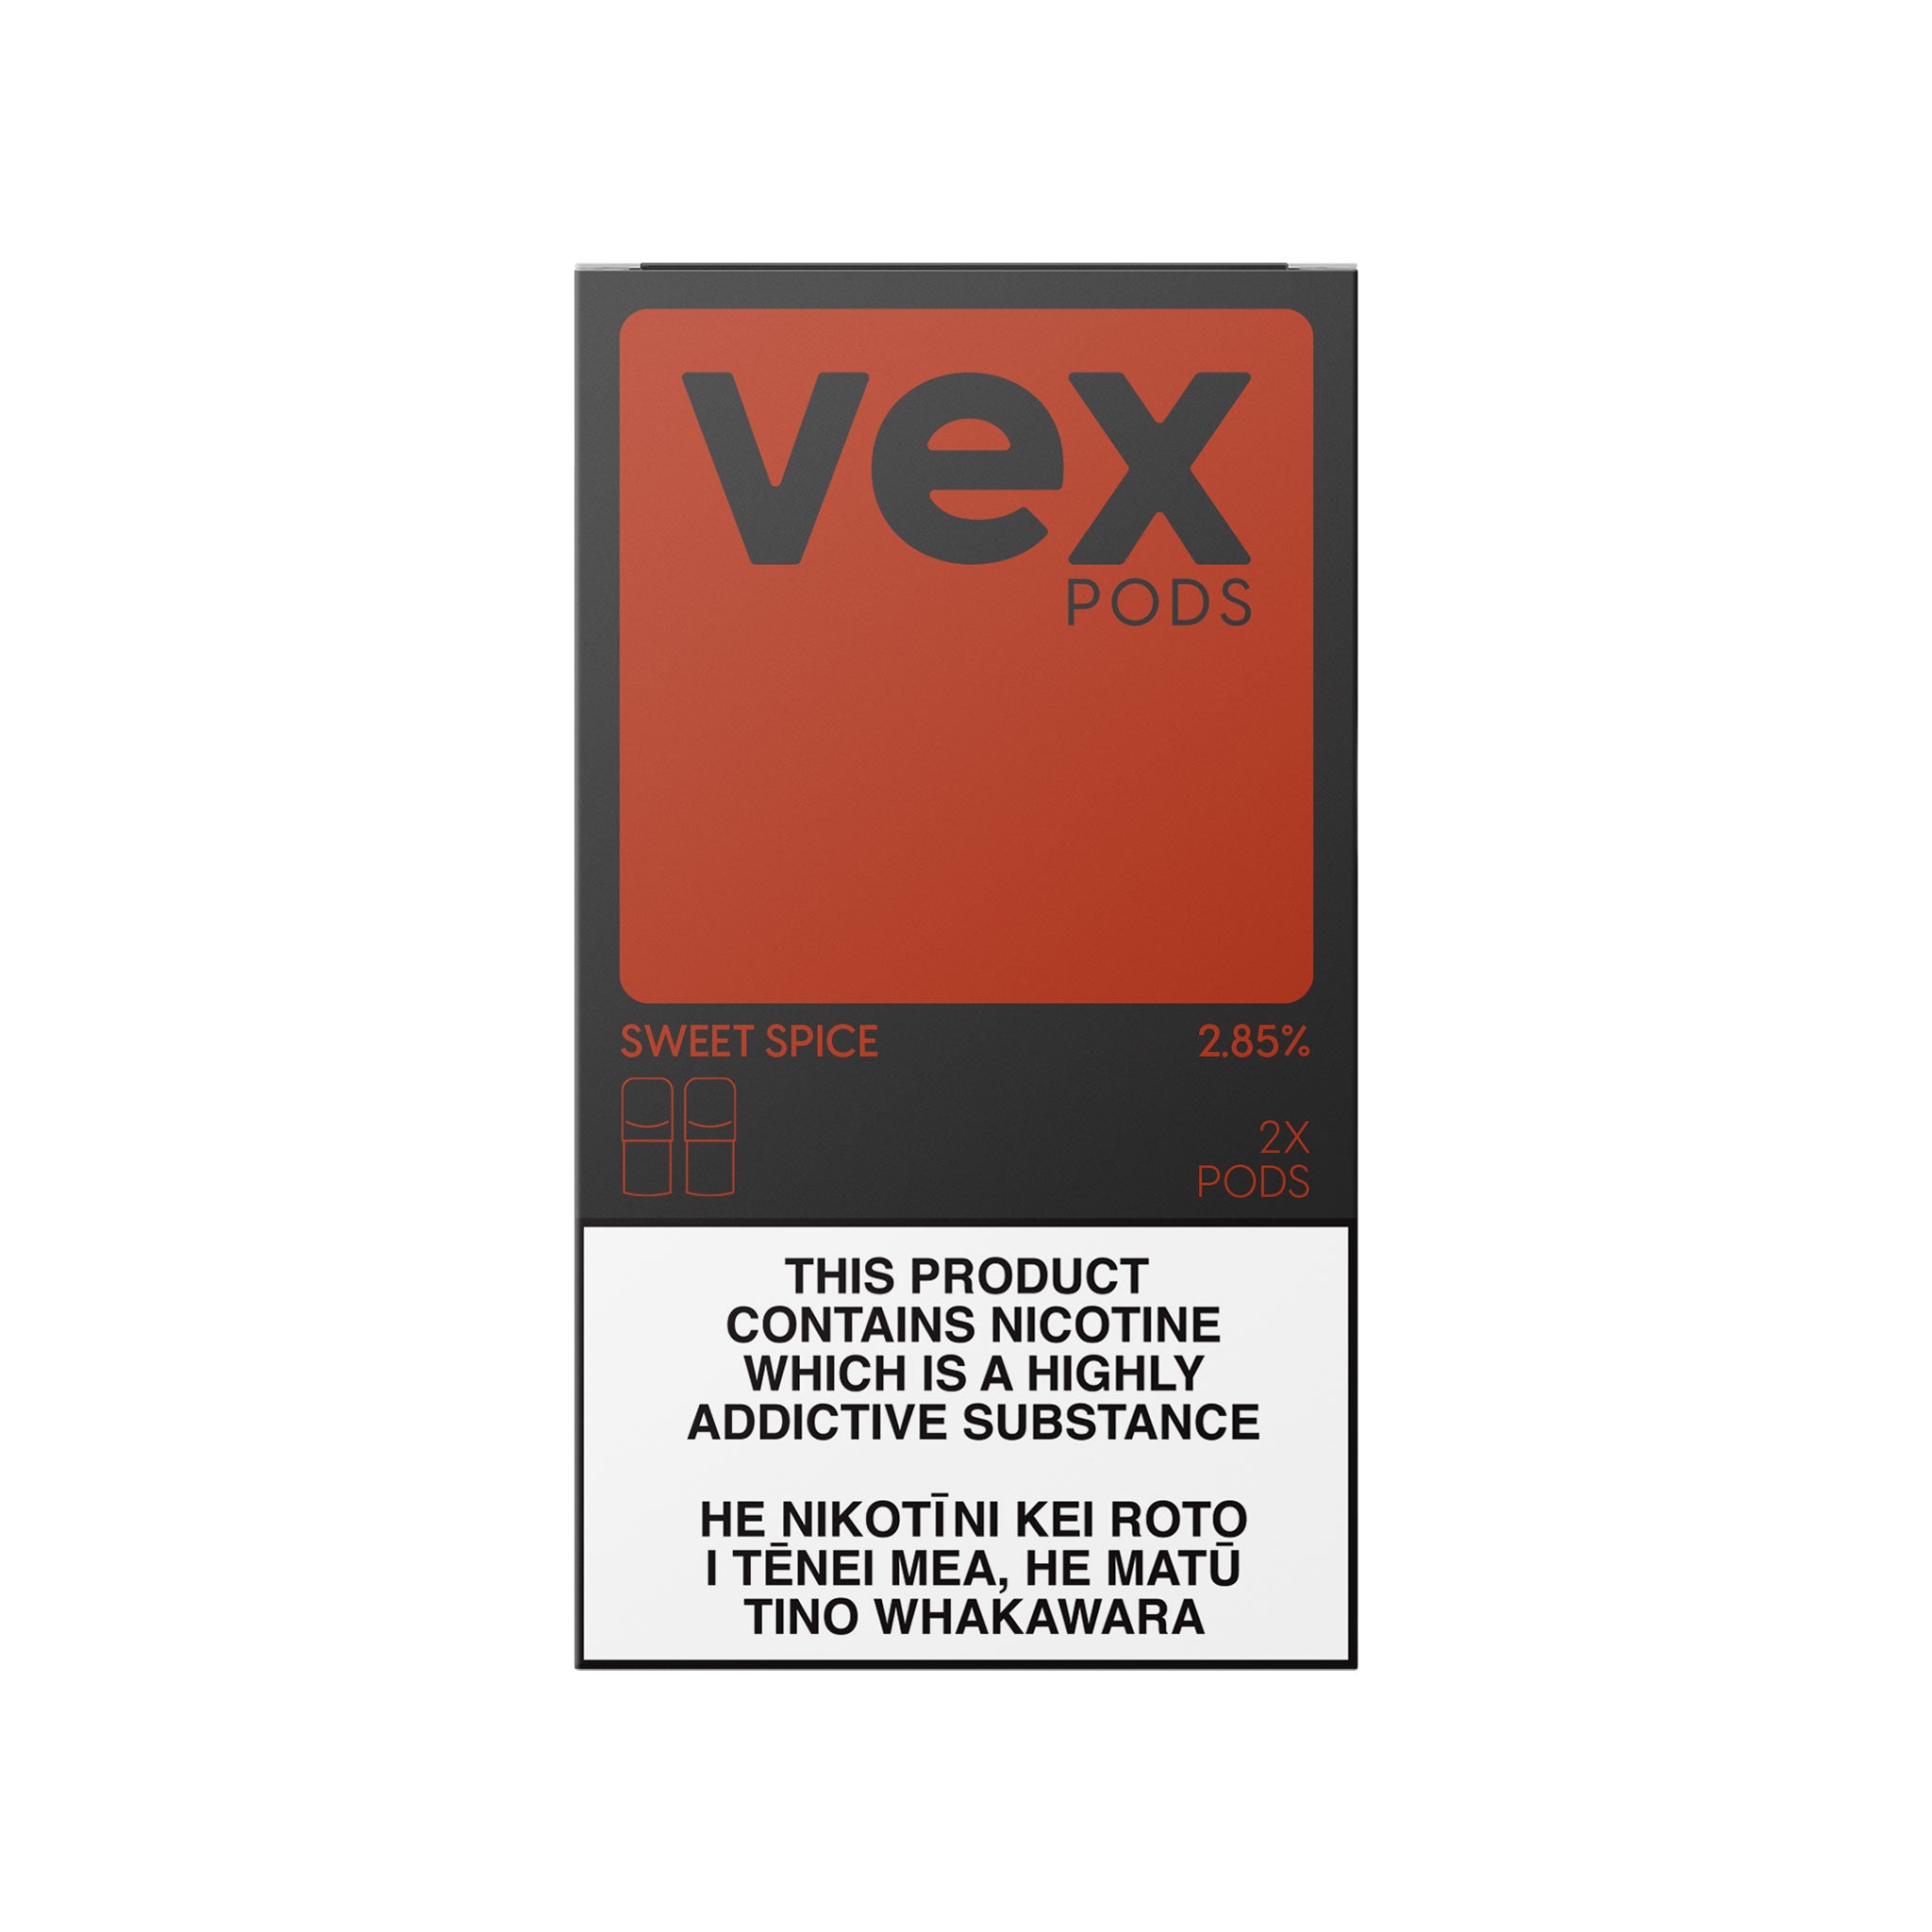 vex
PODS
SWEET SPICE 2.85%
2X
PODS
THIS PRODUCT
CONTAINS NICOTINE
WHICH IS A HIGHLY
ADDICTIVE SUBSTANCE
HE NIKOTĪNI KEI ROTO
I TĒNEI MEA, HE MATŪ
TINO WHAKAWARA